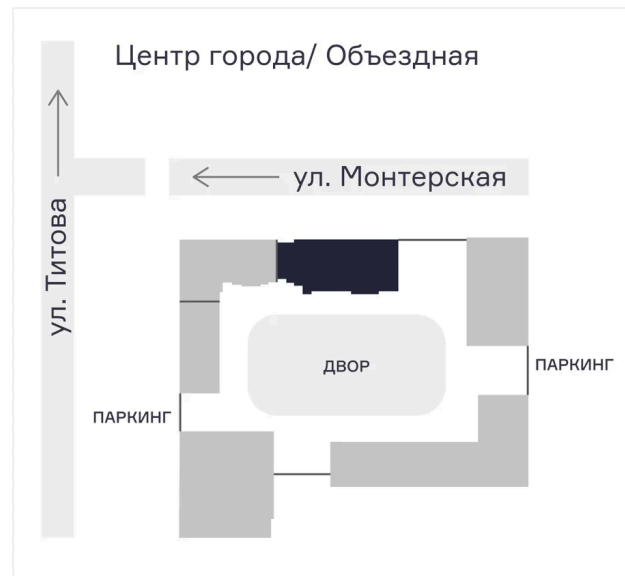 Центр города/ Объездная
ул. Монтерская
ул. Титова
ДВОР
ПАРКИНГ
ПАРКИНГ